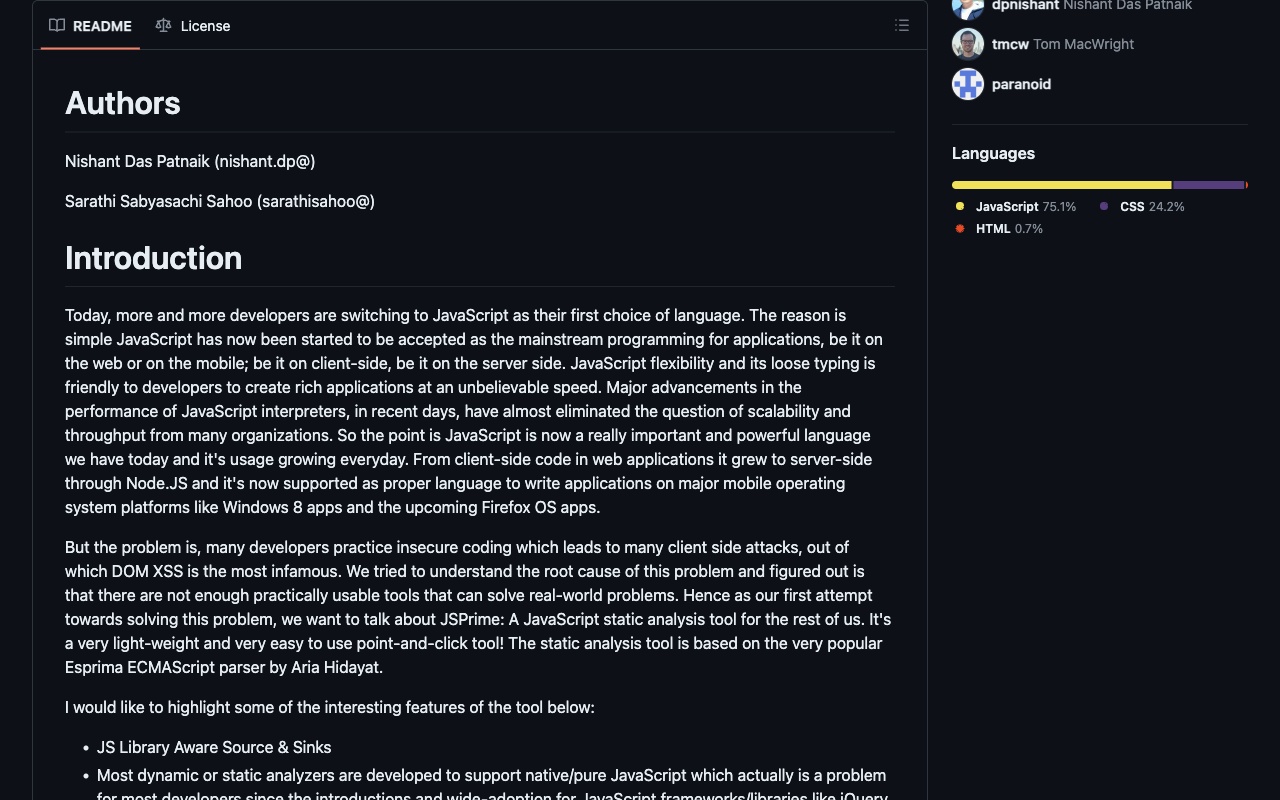 README
License
dpnishant Nishant Das Patnaik
tmcw Tom MacWright
paranoid
Authors
Nishant Das Patnaik (nishant.dp@)
Sarathi Sabyasachi Sahoo (sarathisahoo@)
Introduction
Today, more and more developers are switching to JavaScript as their first choice of language. The reason is
simple JavaScript has now been started to be accepted as the mainstream programming for applications, be it on
the web or on the mobile; be it on client-side, be it on the server side. JavaScript flexibility and its loose typing is
friendly to developers to create rich applications at an unbelievable speed. Major advancements in the
performance of JavaScript interpreters, in recent days, have almost eliminated the question of scalability and
throughput from many organizations. So the point is JavaScript is now a really important and powerful language
we have today and it's usage growing everyday. From client-side code in web applications it grew to server-side
through Node.JS and it's now supported as proper language to write applications on major mobile operating
system platforms like Windows 8 apps and the upcoming Firefox OS apps.
But the problem is, many developers practice insecure coding which leads to many client side attacks, out of
which DOM XSS is the most infamous. We tried to understand the root cause of this problem and figured out is
that there are not enough practically usable tools that can solve real-world problems. Hence as our first attempt
towards solving this problem, we want to talk about JSPrime: A JavaScript static analysis tool for the rest of us. It's
a very light-weight and very easy to use point-and-click tool! The static analysis tool is based on the very popular
Esprima ECMAScript parser by Aria Hidayat.
I would like to highlight some of the interesting features of the tool below:
• JS Library Aware Source & Sinks
• Most dynamic or static analyzers are developed to support native/pure JavaScript which actually is a problem
for most developers since the introductions and wide-adoption for JavaScript frameworks/libraries like jQuery
Languages
JavaScript 75.1%
CSS 24.2%
HTML 0.7%